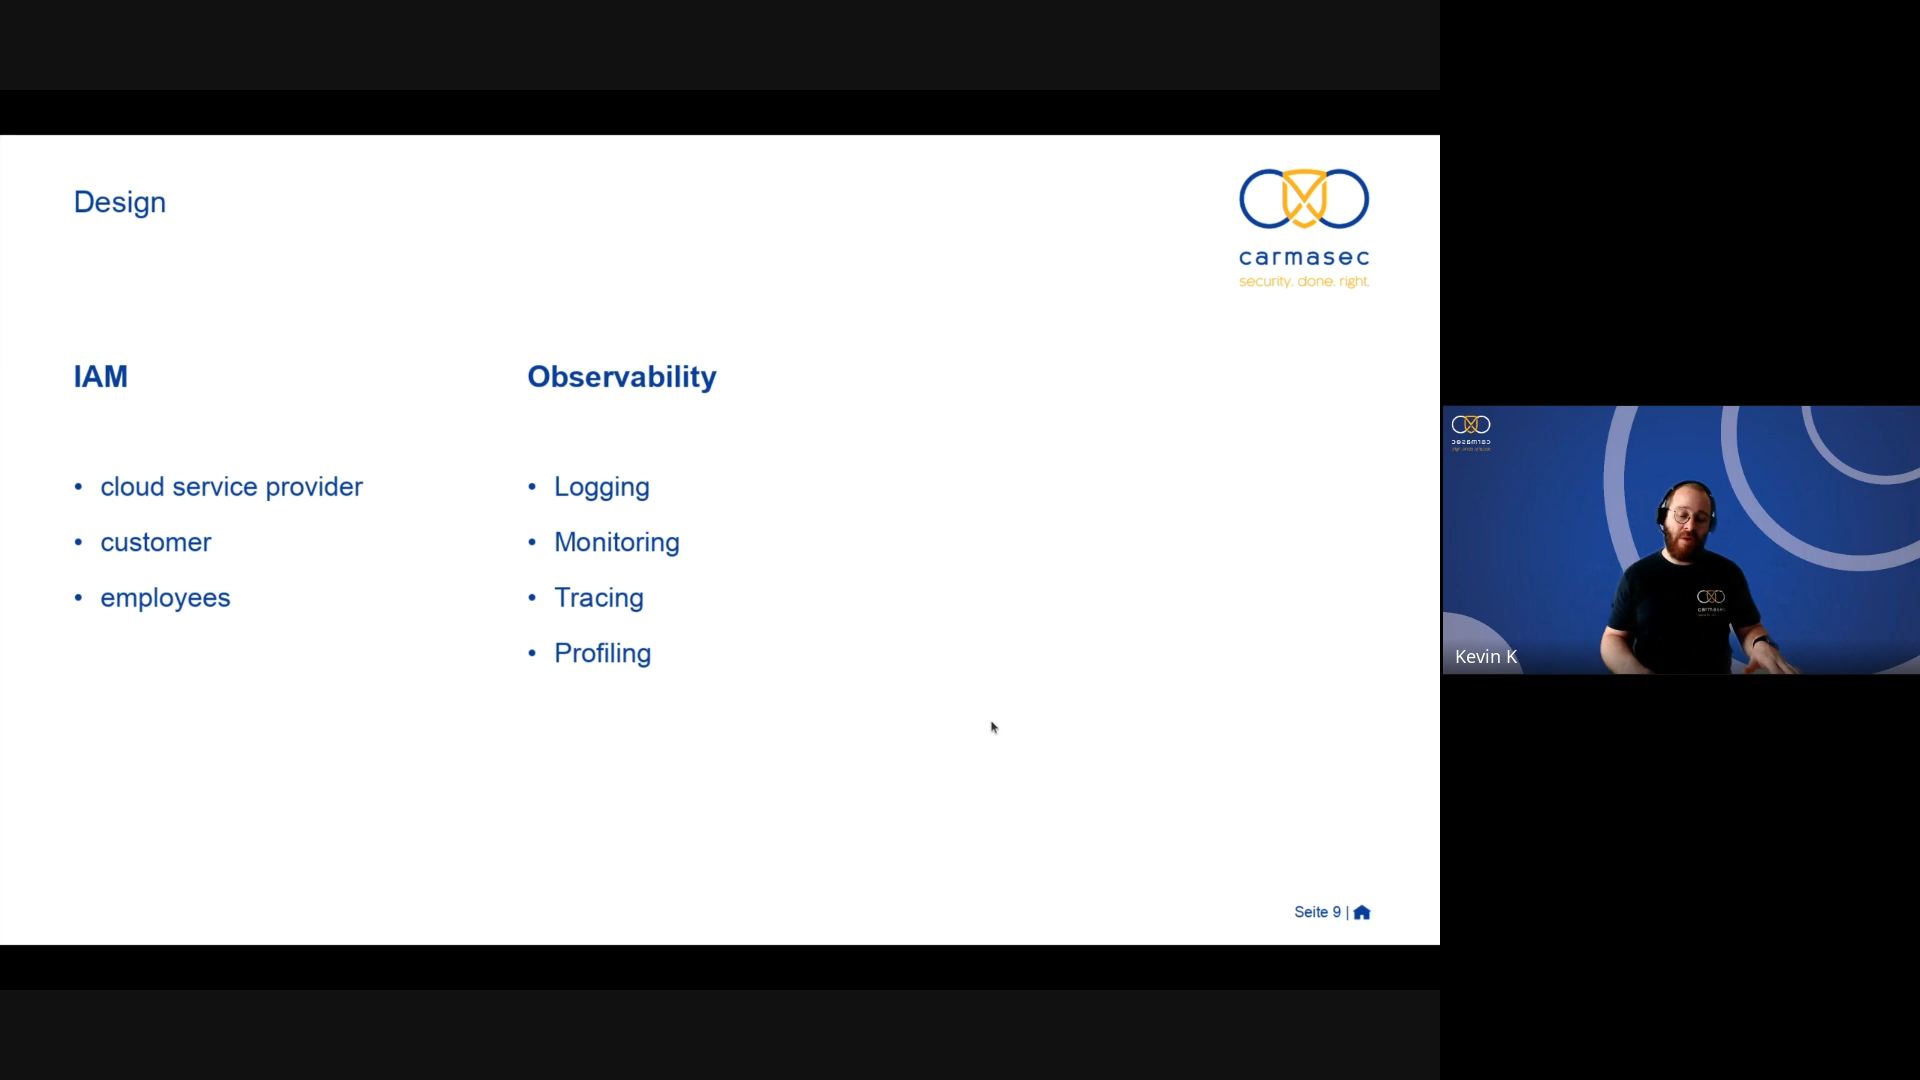 Design
carmasec
security. done. right.
IAM
• cloud service provider
• customer
• employees
Observability
• Logging
• Monitoring
• Tracing
• Profiling
Seite 9 |
carmasec
Kevin K